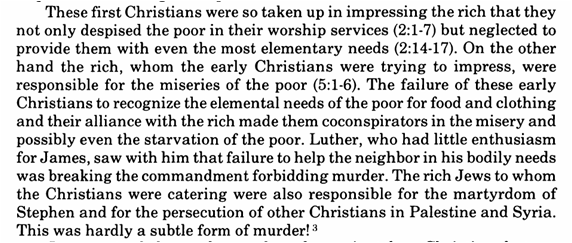 These first Christians were so taken up in impressing the rich that they
not only despised the poor in their worship services (2:1-7) but neglected to
provide them with even the most elementary needs (2:14-17). On the other
hand the rich, whom the early Christians were trying to impress, were
responsible for the miseries of the poor (5:1-6). The failure of these early
Christians to recognize the elemental needs of the poor for food and clothing
and their alliance with the rich made them coconspirators in the misery and
possibly even the starvation of the poor. Luther, who had little enthusiasm
for James, saw with him that failure to help the neighbor in his bodily needs
was breaking the commandment forbidding murder. The rich Jews to whom
the Christians were catering were also responsible for the martyrdom of
Stephen and for the persecution of other Christians in Palestine and Syria.
This was hardly a subtle form of murder!³